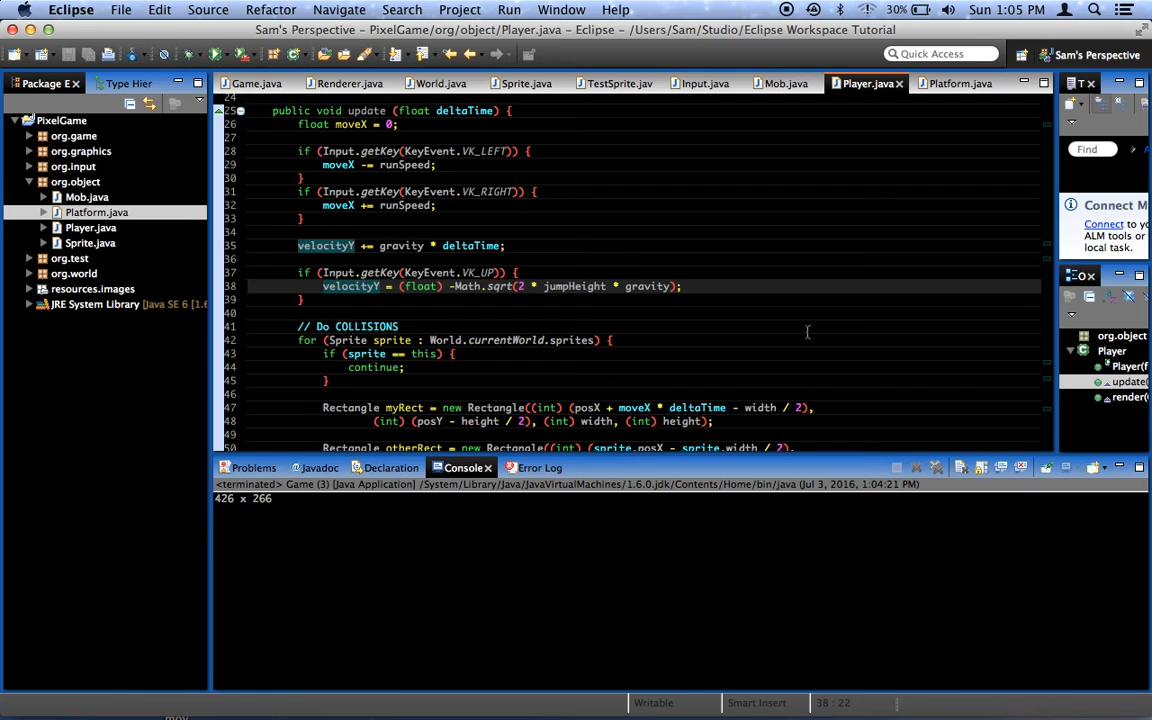 Eclipse File Edit Source Refactor Navigate Search Project Run Window Help 30% Sun 1:05 PM
Sam's Perspective - PixelGame/org/object/Player.java - Eclipse - /Users/Sam/Studio/Eclipse Workspace Tutorial
Quick Access Sam's Perspective
Package E Type Hier
Game.java Renderer.java World.java Sprite.java TestSprite.jav Input.java Mob.java Player.java Platform.java
PixelGame
org.game
org.graphics
org.input
org.object
Mob.java
Platform.java
Player.java
Sprite.java
org.test
org.world
resources.images
JRE System Library [Java SE 6 [1.6
24
25 public void update (float deltaTime) {
26 float moveX = 0;
27
28 if (Input.getKey(KeyEvent.VK_LEFT)) {
29 moveX -= runSpeed;
30 }
31 if (Input.getKey(KeyEvent.VK_RIGHT)) {
32 moveX += runSpeed;
33 }
34
35 velocityY += gravity * deltaTime;
36
37 if (Input.getKey(KeyEvent.VK_UP)) {
38 velocityY = (float) -Math.sqrt(2 * jumpHeight * gravity);
39 }
40
41 // Do COLLISIONS
42 for (Sprite sprite : World.currentWorld.sprites) {
43 if (sprite == this) {
44 continue;
45 }
46
47 Rectangle myRect = new Rectangle((int) (posX + moveX * deltaTime - width / 2),
48 (int) (posY - height / 2), (int) width, (int) height);
49
50 Rectangle otherRect = new Rectangle((int) (sprite.posX - sprite.width / 2),
T
Find
Connect M
Connect to yo
ALM tools or
local task.
O
org.object
Player
Player(f
update(
render(
Problems Javadoc Declaration Console Error Log
<terminated> Game (3) [Java Application] /System/Library/Java/JavaVirtualMachines/1.6.0.jdk/Contents/Home/bin/java (Jul 3, 2016, 1:04:21 PM)
426 x 266
Writable Smart Insert 38 : 22